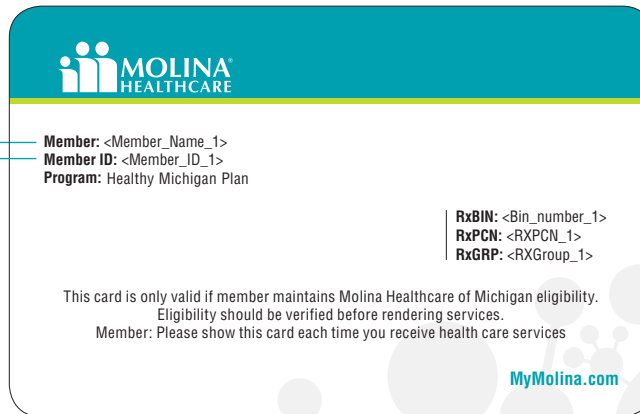 MOLINA®
HEALTHCARE
Member: <Member_Name_1>
Member ID: <Member_ID_1>
Program: Healthy Michigan Plan
RxBIN: <Bin_number_1>
RxPCN: <RXPCN_1>
RxGRP: <RXGroup_1>
This card is only valid if member maintains Molina Healthcare of Michigan eligibility.
Eligibility should be verified before rendering services.
Member: Please show this card each time you receive health care services
MyMolina.com